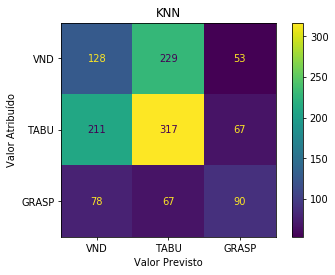 KNN
VND 128 229 53
TABU 211 317 67
GRASP 78 67 90
VND TABU GRASP
Valor Previsto
Valor Atribuído
300
250
200
150
100